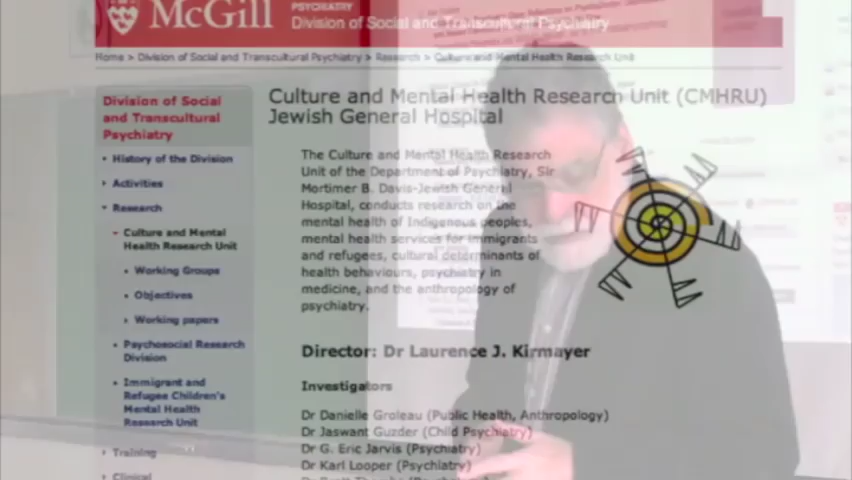 McGill
PSYCHIATRY
Division of Social and Transcultural Psychiatry
Home > Division of Social and Transcultural Psychiatry > Research > Culture and Mental Health Research Unit
Division of Social
and Transcultural
Psychiatry
History of the Division
Activities
Research
Culture and Mental
Health Research Unit
Working Groups
Objectives
Working papers
Psychosocial Research
Division
Immigrant and
Refugee Children's
Mental Health
Research Unit
Training
Clinical
Culture and Mental Health Research Unit (CMHRU)
Jewish General Hospital
The Culture and Mental Health Research
Unit of the Department of Psychiatry, Sir
Mortimer B. Davis-Jewish General
Hospital, conducts research on the
mental health of Indigenous peoples,
mental health services for immigrants
and refugees, cultural determinants of
health behaviours, psychiatry in
medicine, and the anthropology of
psychiatry.
Director: Dr Laurence J. Kirmayer
Investigators
Dr Danielle Groleau (Public Health, Anthropology)
Dr Jaswant Guzder (Child Psychiatry)
Dr G. Eric Jarvis (Psychiatry)
Dr Karl Looper (Psychiatry)